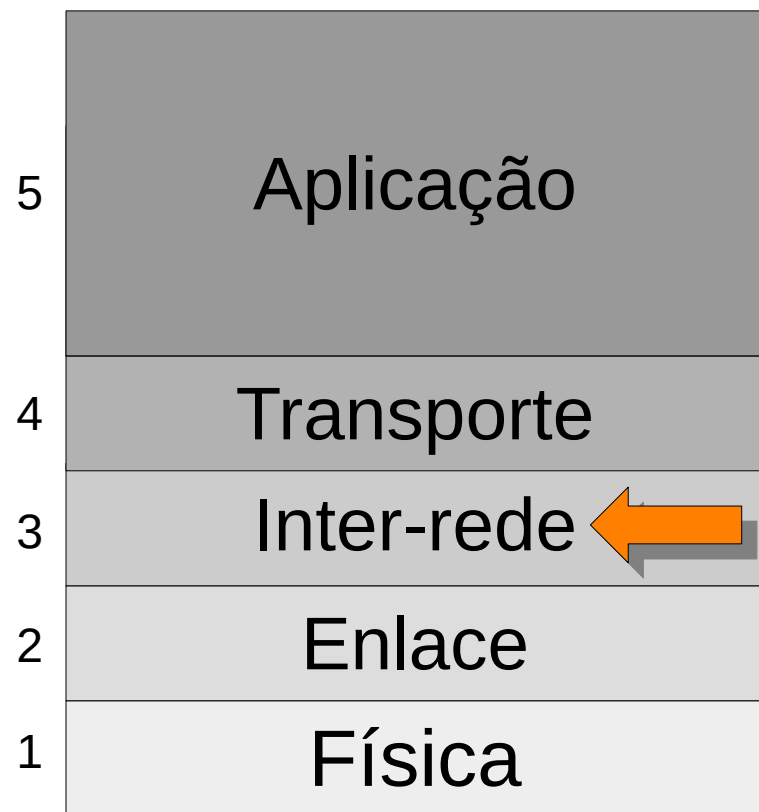 5 Aplicação
4 Transporte
3 Inter-rede
2 Enlace
1 Física